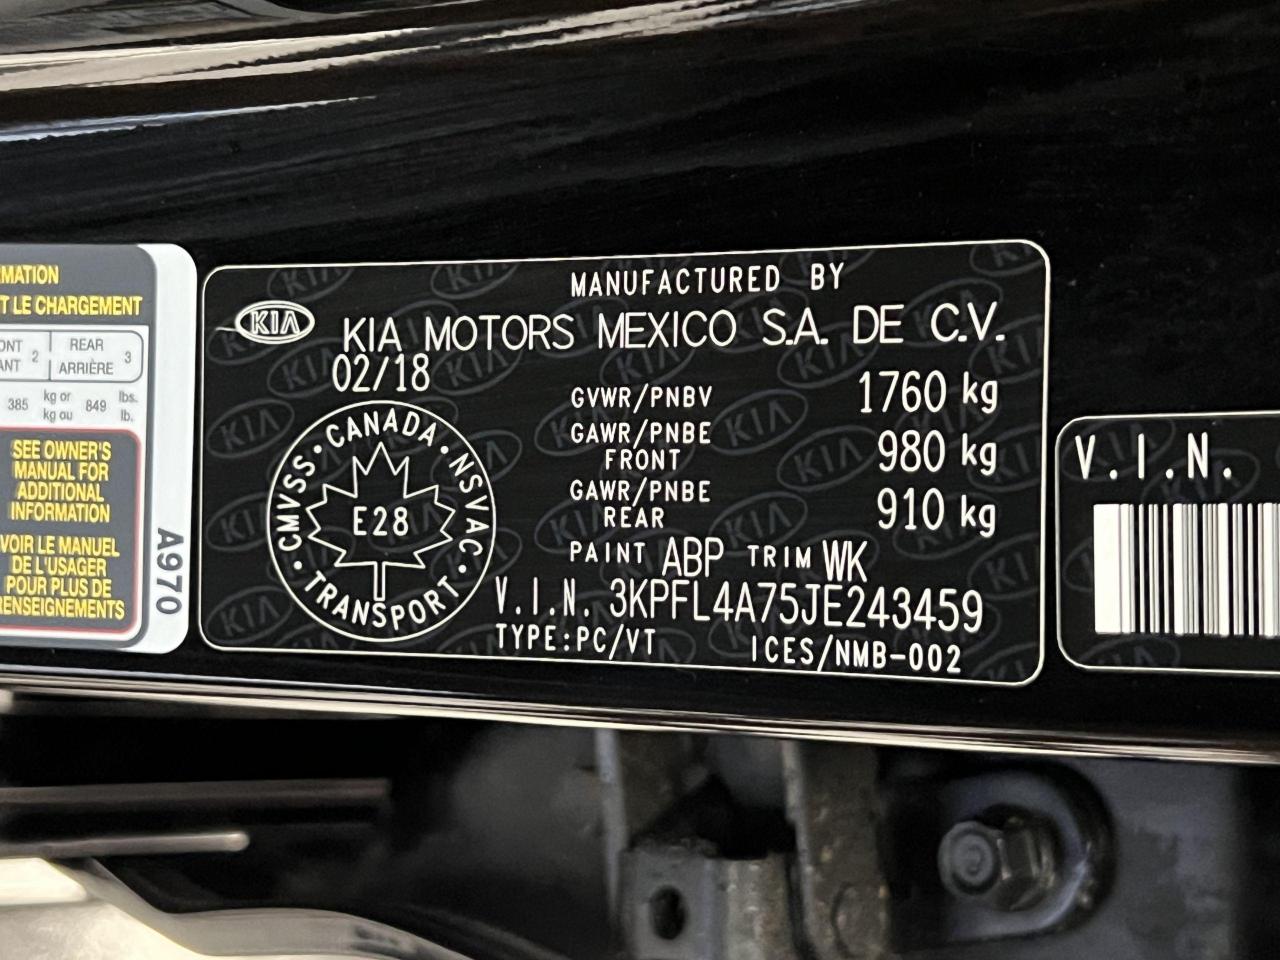 MATION
T LE CHARGEMENT
ONT
ANT 2
REAR
ARRIÈRE 3
385 kg or
kg ou 849 lbs.
lb.
SEE OWNER'S
MANUAL FOR
ADDITIONAL
INFORMATION
VOIR LE MANUEL
DE L'USAGER
POUR PLUS DE
RENSEIGNEMENTS
A970
MANUFACTURED BY
KIA KIA MOTORS MEXICO S.A. DE C.V.
02/18
GVWR/PNBV 1760 kg
GAWR/PNBE
FRONT 980 kg
GAWR/PNBE
REAR 910 kg
CMVSS • CANADA • NSVAC • TRANSPORT •
E28
PAINT ABP TRIM WK
V.I.N. 3KPFL4A75JE243459
TYPE:PC/VT ICES/NMB-002
V.I.N.